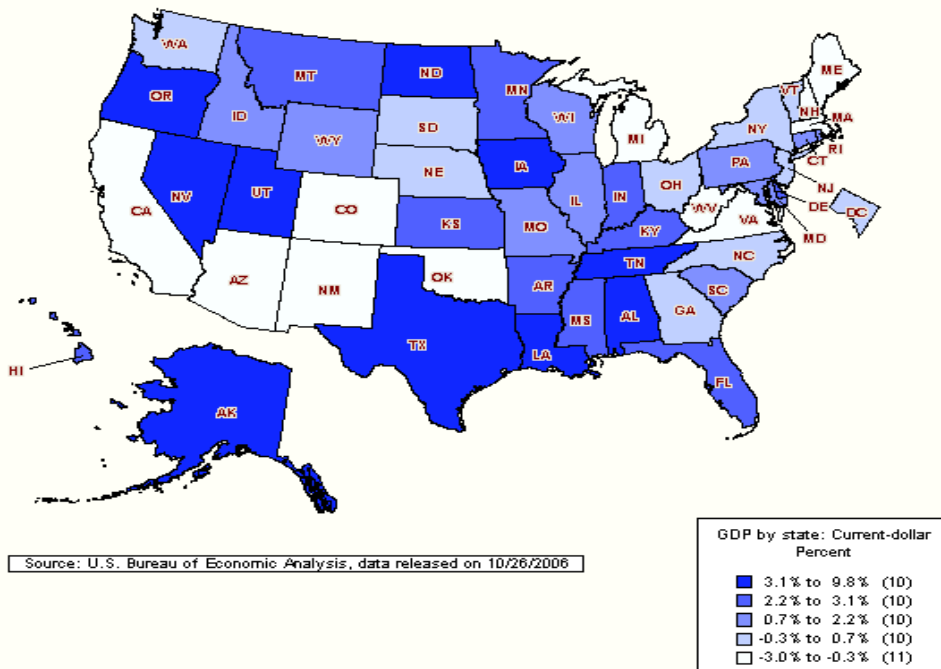 WA
MT
ND
MN
ME
VT
NH
MA
OR
ID
SD
WI
NY
WY
MI
RI
CT
PA
NE
IA
NJ
NV
UT
IL
IN
OH
DE
DC
CA
CO
WV
VA
KS
MO
KY
MD
NC
TN
OK
AZ
NM
AR
SC
MS
AL
GA
TX
LA
HI
FL
AK
GDP by state: Current-dollar
Percent
Source: U.S. Bureau of Economic Analysis, data released on 10/26/2006
3.1% to 9.8% (10)
2.2% to 3.1% (10)
0.7% to 2.2% (10)
-0.3% to 0.7% (10)
-3.0% to -0.3% (11)